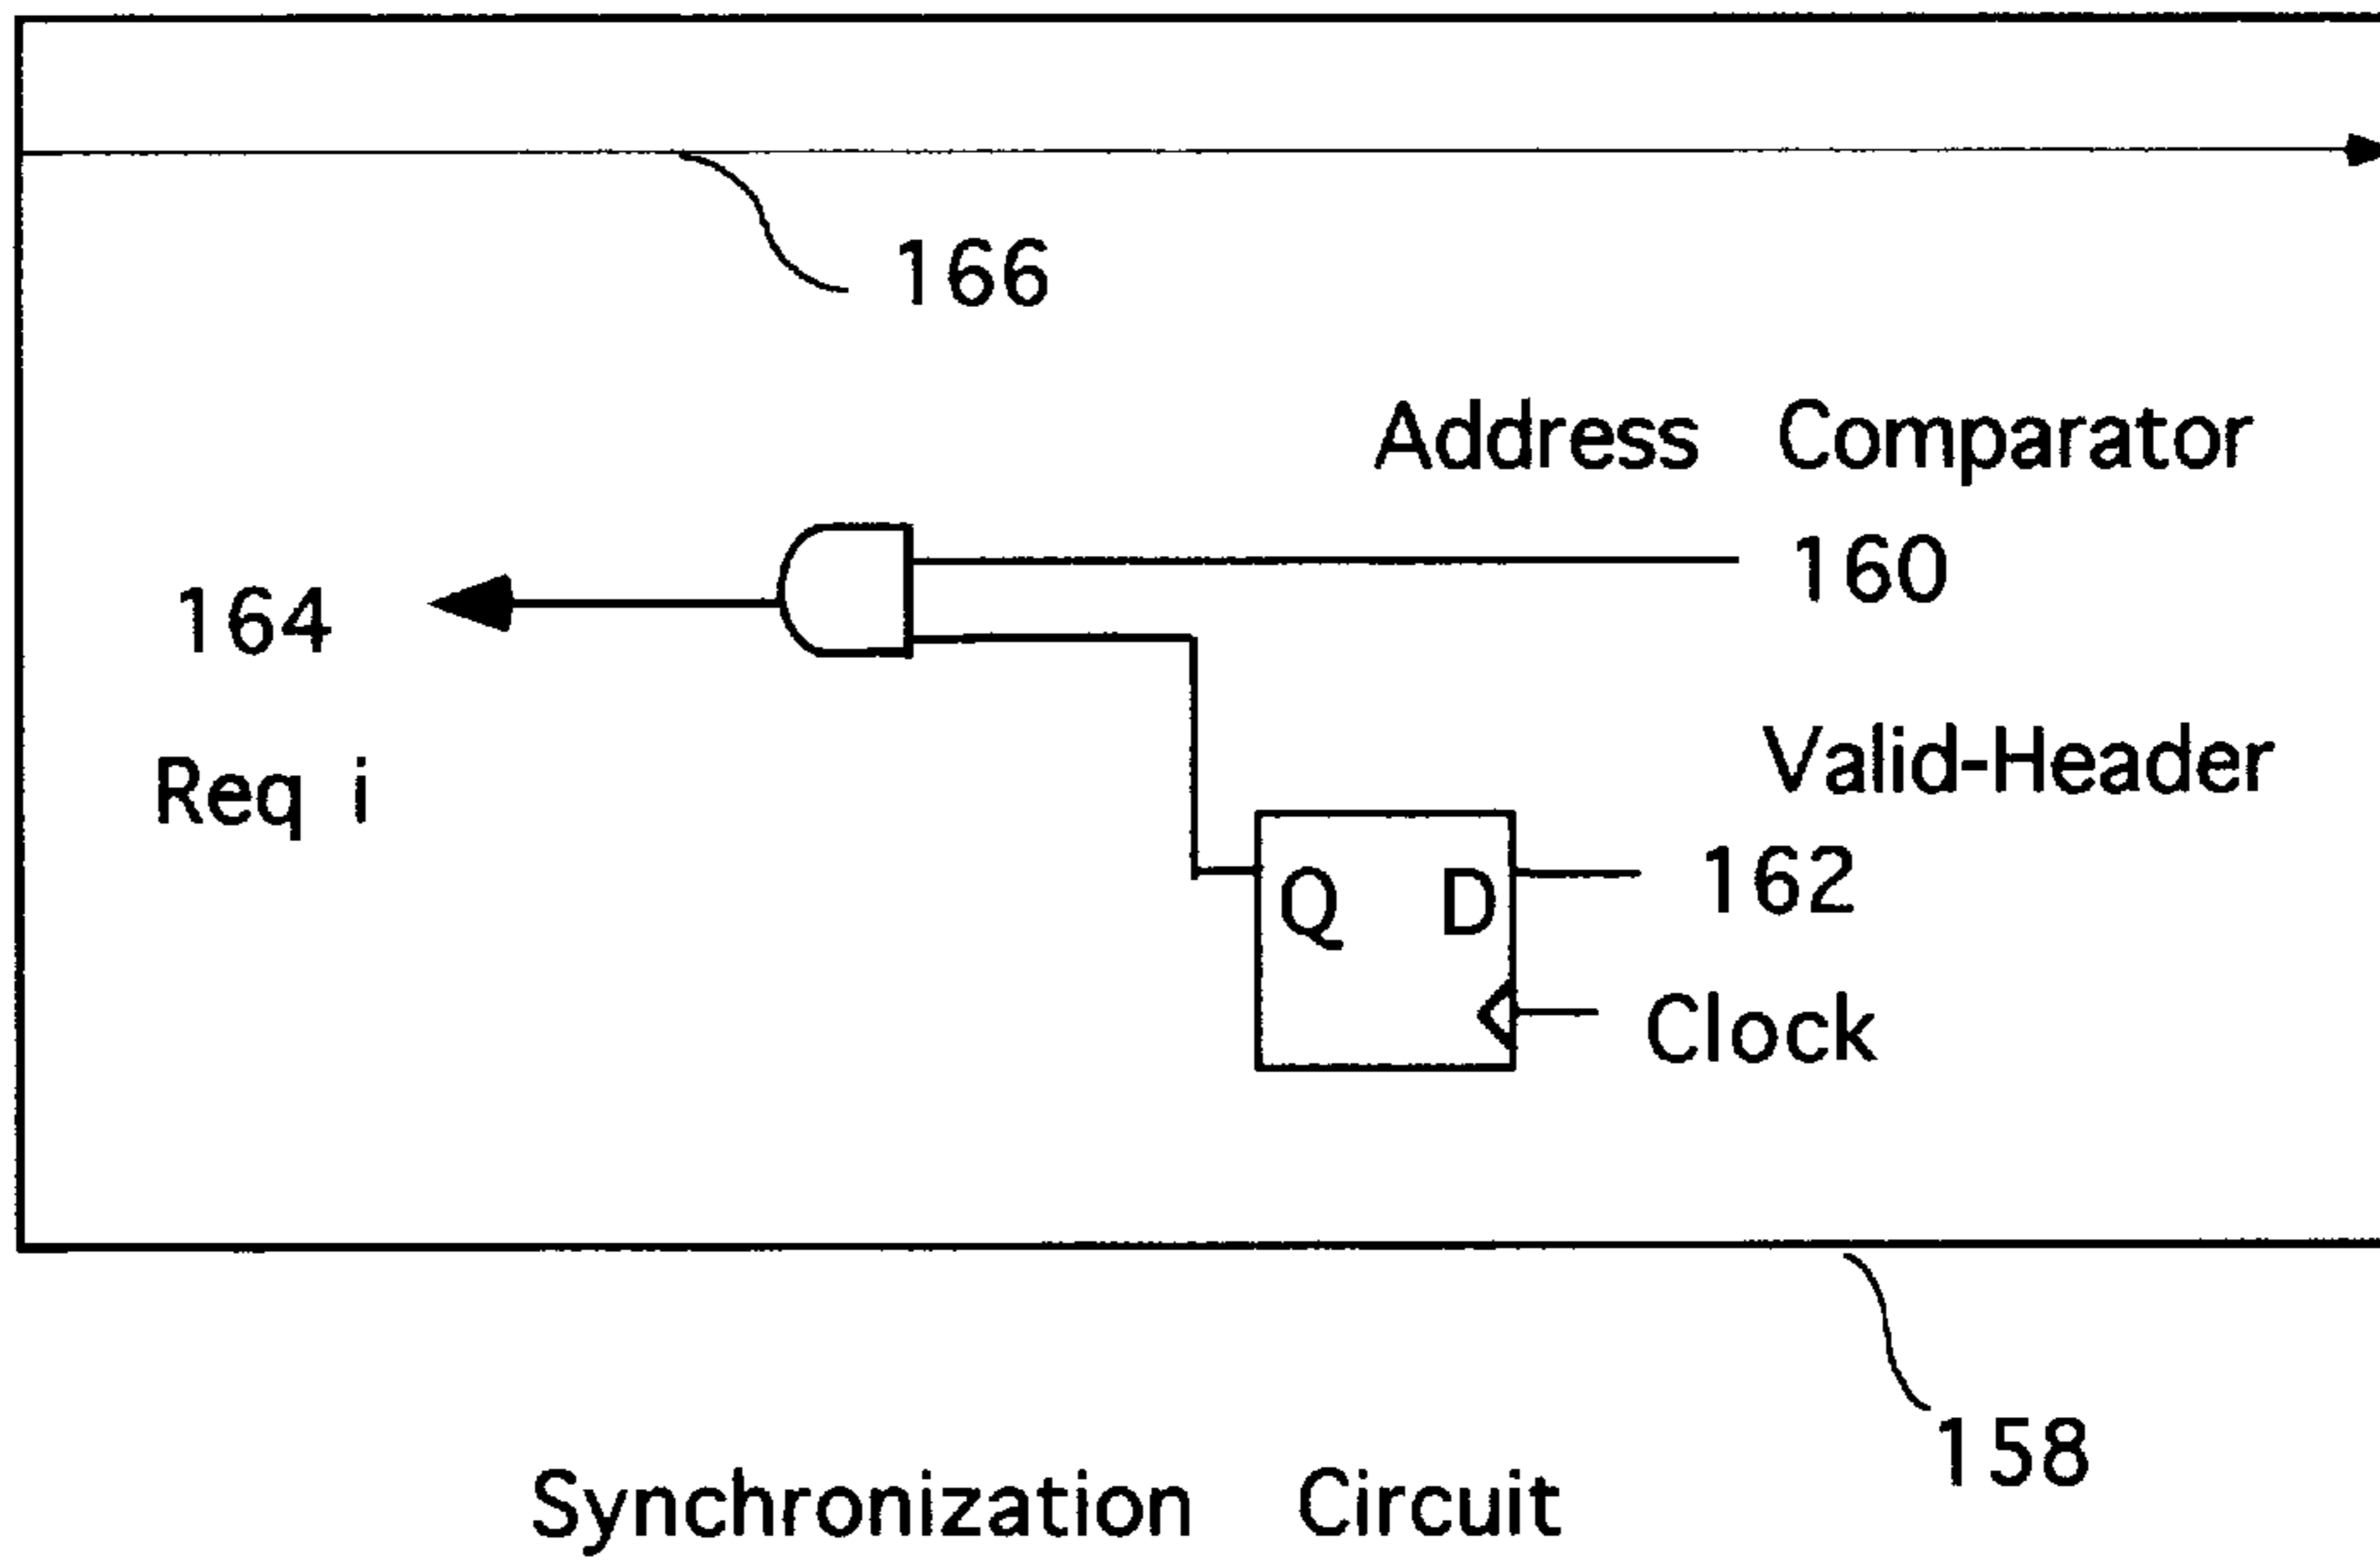 166
Address Comparator
160
164
Req i
Valid-Header
162
Q D
Clock
158
Synchronization Circuit